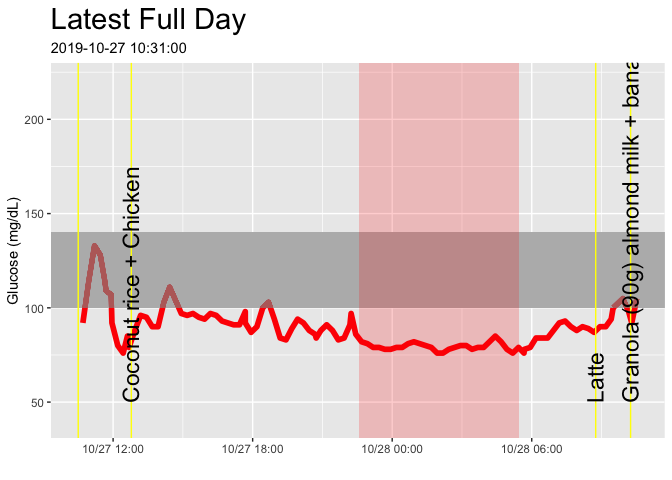 Latest Full Day
2019-10-27 10:31:00
Glucose (mg/dL)
200
150
100
50
Coconut rice + Chicken
Latte
Granola (90g) almond milk + bana
10/27 12:00
10/27 18:00
10/28 00:00
10/28 06:00